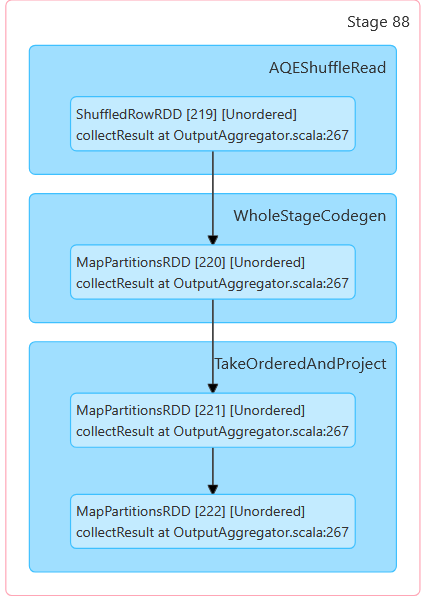 Stage 88
AQEShuffleRead
ShuffledRowRDD [219] [Unordered]
collectResult at OutputAggregator.scala:267
WholeStageCodegen
MapPartitionsRDD [220] [Unordered]
collectResult at OutputAggregator.scala:267
TakeOrderedAndProject
MapPartitionsRDD [221] [Unordered]
collectResult at OutputAggregator.scala:267
MapPartitionsRDD [222] [Unordered]
collectResult at OutputAggregator.scala:267